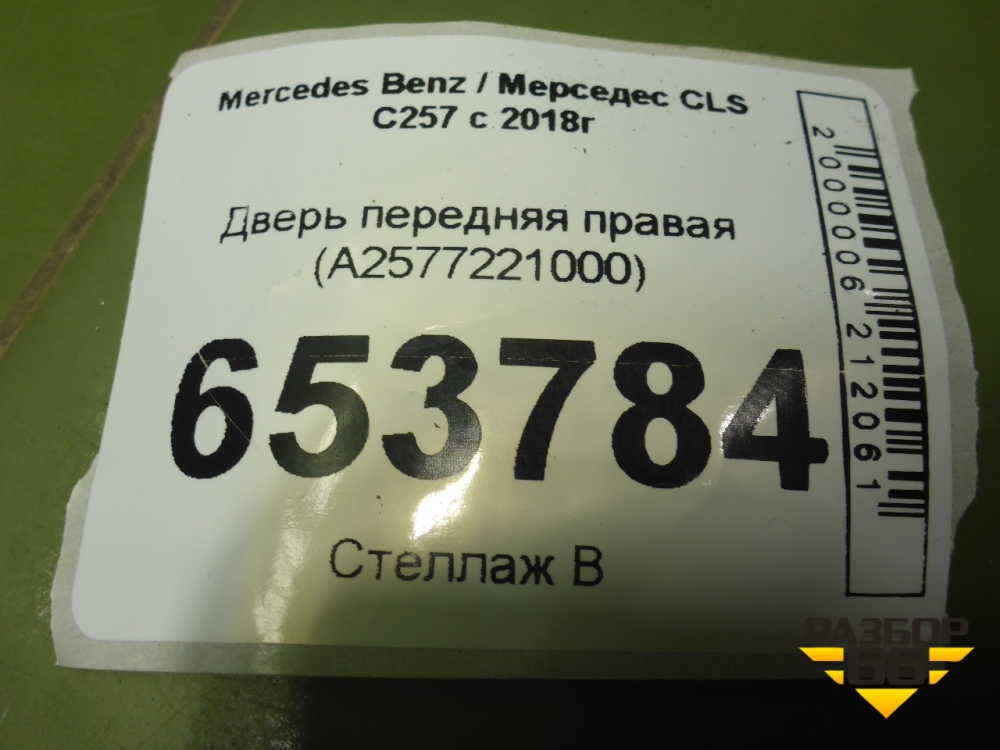 Mercedes Benz / Мерседес CLS
C257 с 2018г
Дверь передняя правая
(A2577221000)
653784
Стеллаж В
2000006212061
РАЗБОР
66